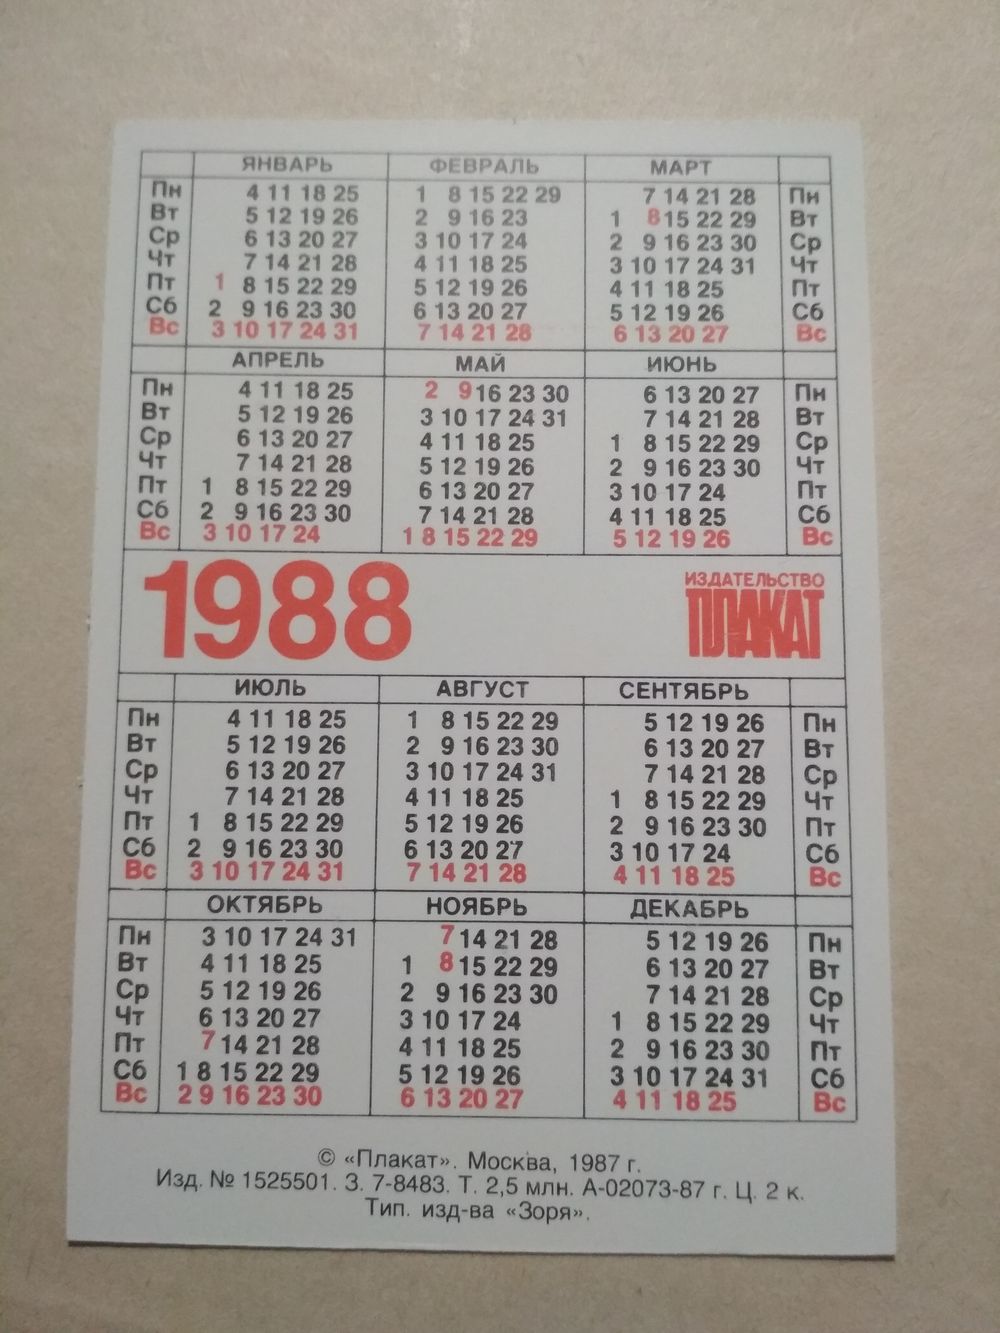 ЯНВАРЬ ФЕВРАЛЬ МАРТ
Пн 4 11 18 25 1 8 15 22 29 7 14 21 28 Пн
Вт 5 12 19 26 2 9 16 23 1 8 15 22 29 Вт
Ср 6 13 20 27 3 10 17 24 2 9 16 23 30 Ср
Чт 7 14 21 28 4 11 18 25 3 10 17 24 31 Чт
Пт 1 8 15 22 29 5 12 19 26 4 11 18 25 Пт
Сб 2 9 16 23 30 6 13 20 27 5 12 19 26 Сб
Вс 3 10 17 24 31 7 14 21 28 6 13 20 27 Вс
АПРЕЛЬ МАЙ ИЮНЬ
Пн 4 11 18 25 2 9 16 23 30 6 13 20 27 Пн
Вт 5 12 19 26 3 10 17 24 31 7 14 21 28 Вт
Ср 6 13 20 27 4 11 18 25 1 8 15 22 29 Ср
Чт 7 14 21 28 5 12 19 26 2 9 16 23 30 Чт
Пт 1 8 15 22 29 6 13 20 27 3 10 17 24 Пт
Сб 2 9 16 23 30 7 14 21 28 4 11 18 25 Сб
Вс 3 10 17 24 1 8 15 22 29 5 12 19 26 Вс
1988 ИЗДАТЕЛЬСТВО
ПЛАКАТ
ИЮЛЬ АВГУСТ СЕНТЯБРЬ
Пн 4 11 18 25 1 8 15 22 29 5 12 19 26 Пн
Вт 5 12 19 26 2 9 16 23 30 6 13 20 27 Вт
Ср 6 13 20 27 3 10 17 24 31 7 14 21 28 Ср
Чт 7 14 21 28 4 11 18 25 1 8 15 22 29 Чт
Пт 1 8 15 22 29 5 12 19 26 2 9 16 23 30 Пт
Сб 2 9 16 23 30 6 13 20 27 3 10 17 24 Сб
Вс 3 10 17 24 31 7 14 21 28 4 11 18 25 Вс
ОКТЯБРЬ НОЯБРЬ ДЕКАБРЬ
Пн 3 10 17 24 31 7 14 21 28 5 12 19 26 Пн
Вт 4 11 18 25 1 8 15 22 29 6 13 20 27 Вт
Ср 5 12 19 26 2 9 16 23 30 7 14 21 28 Ср
Чт 6 13 20 27 3 10 17 24 1 8 15 22 29 Чт
Пт 7 14 21 28 4 11 18 25 2 9 16 23 30 Пт
Сб 1 8 15 22 29 5 12 19 26 3 10 17 24 31 Сб
Вс 2 9 16 23 30 6 13 20 27 4 11 18 25 Вс
© «Плакат». Москва, 1987 г.
Изд. № 1525501. З. 7-8483. Т. 2,5 млн. А-02073-87 г. Ц. 2 к.
Тип. изд-ва «Зоря».